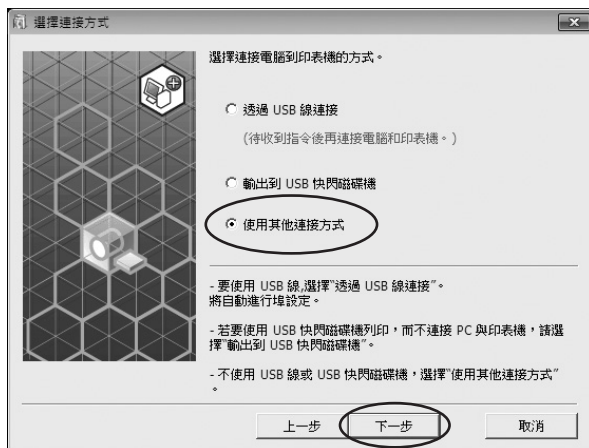 選擇連接方式
選擇連接電腦到印表機的方式。
透過 USB 線連接
(待收到指令後再連接電腦和印表機。)
輸出到 USB 快閃磁碟機
使用其他連接方式
- 要使用 USB 線,選擇"透過 USB 線連接"。
將自動進行埠設定。
- 若要使用 USB 快閃磁碟機列印,而不連接 PC 與印表機,請選
擇"輸出到 USB 快閃磁碟機"。
- 不使用 USB 線或 USB 快閃磁碟機,選擇"使用其他連接方式"
。
上一步 下一步 取消